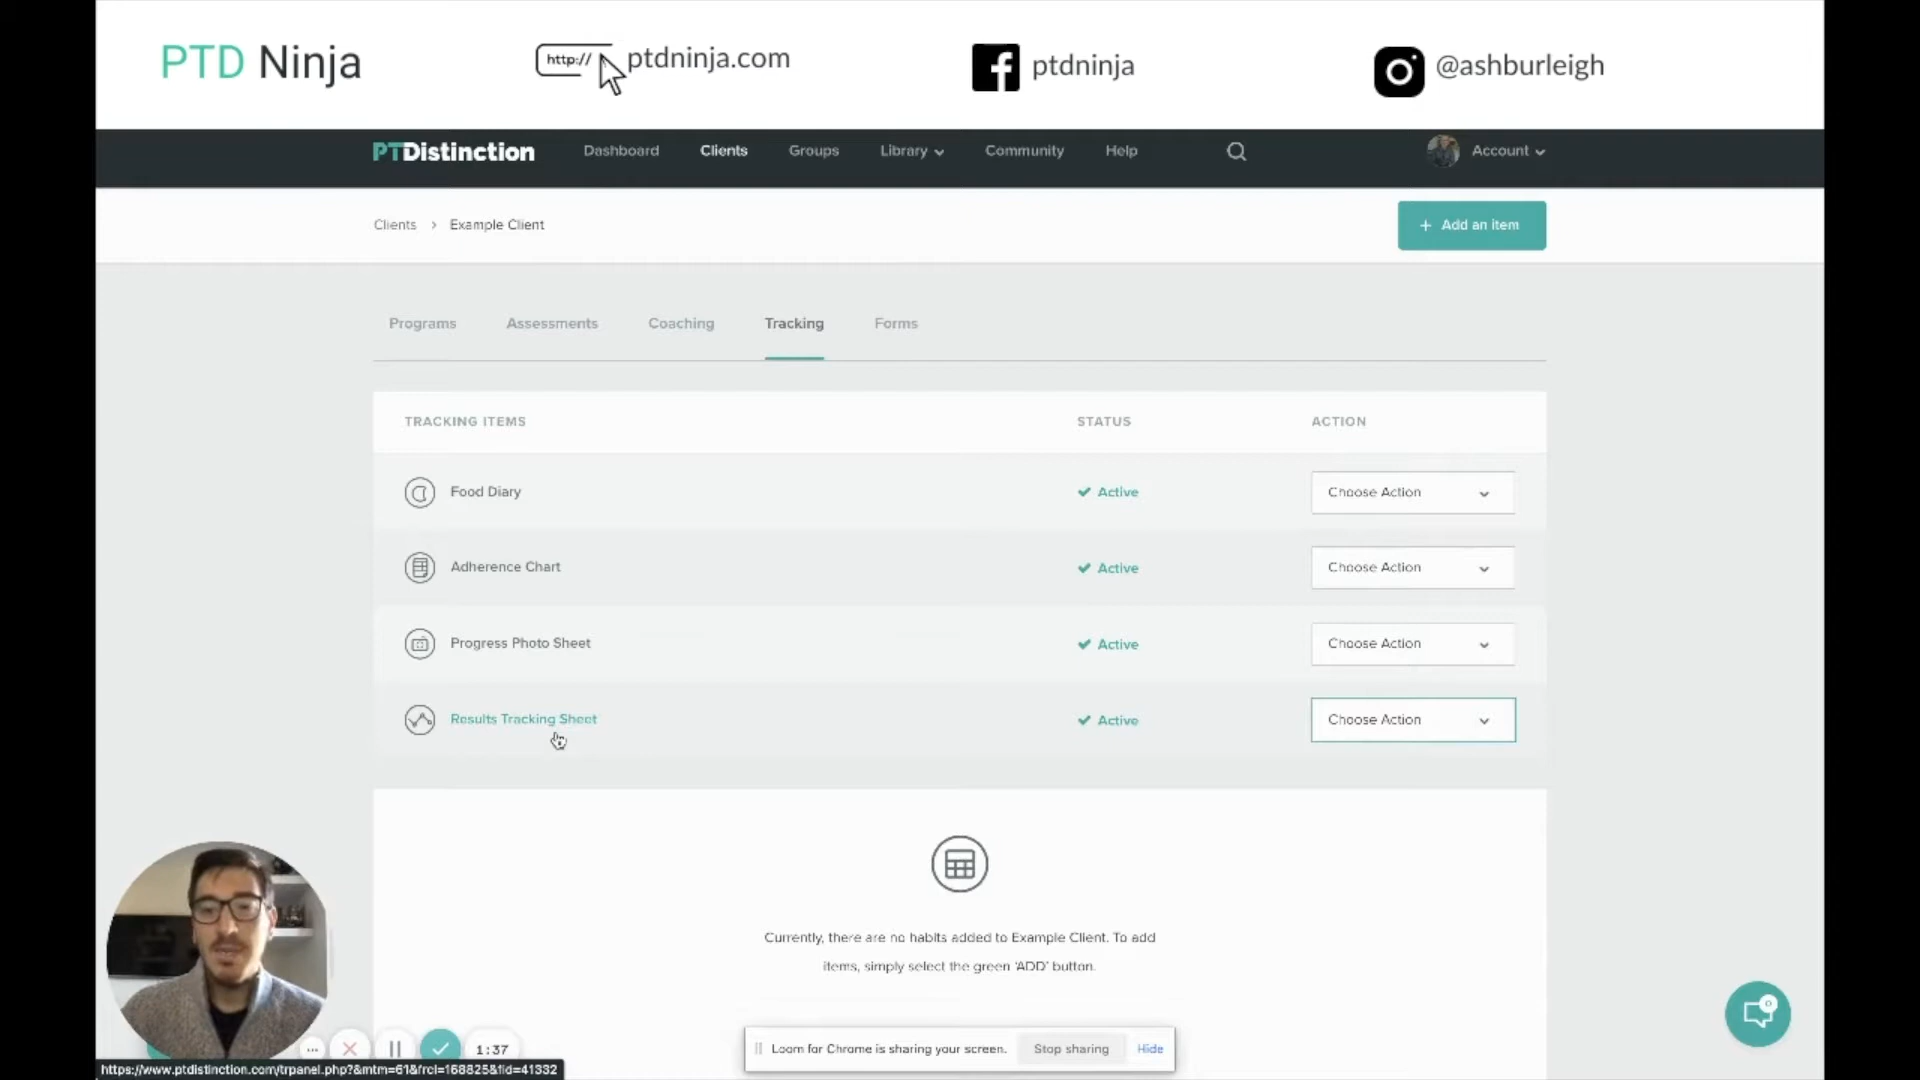 PTD Ninja
http://
ptdninja.com
ptdninja
@ashburleigh
PTDistinction
Dashboard
Clients
Groups
Library
Community
Help
Account
Clients > Example Client
+ Add an item
Programs
Assessments
Coaching
Tracking
Forms
TRACKING ITEMS
STATUS
ACTION
Food Diary
Active
Choose Action
Adherence Chart
Active
Choose Action
Progress Photo Sheet
Active
Choose Action
Results Tracking Sheet
Active
Choose Action
Currently, there are no habits added to Example Client. To add
items, simply select the green 'ADD' button.
0
1:37
Loom for Chrome is sharing your screen.
Stop sharing
Hide
https://www.ptdistinction.com/trpanel.php?&mtm=61&frcl=168825&fid=41332